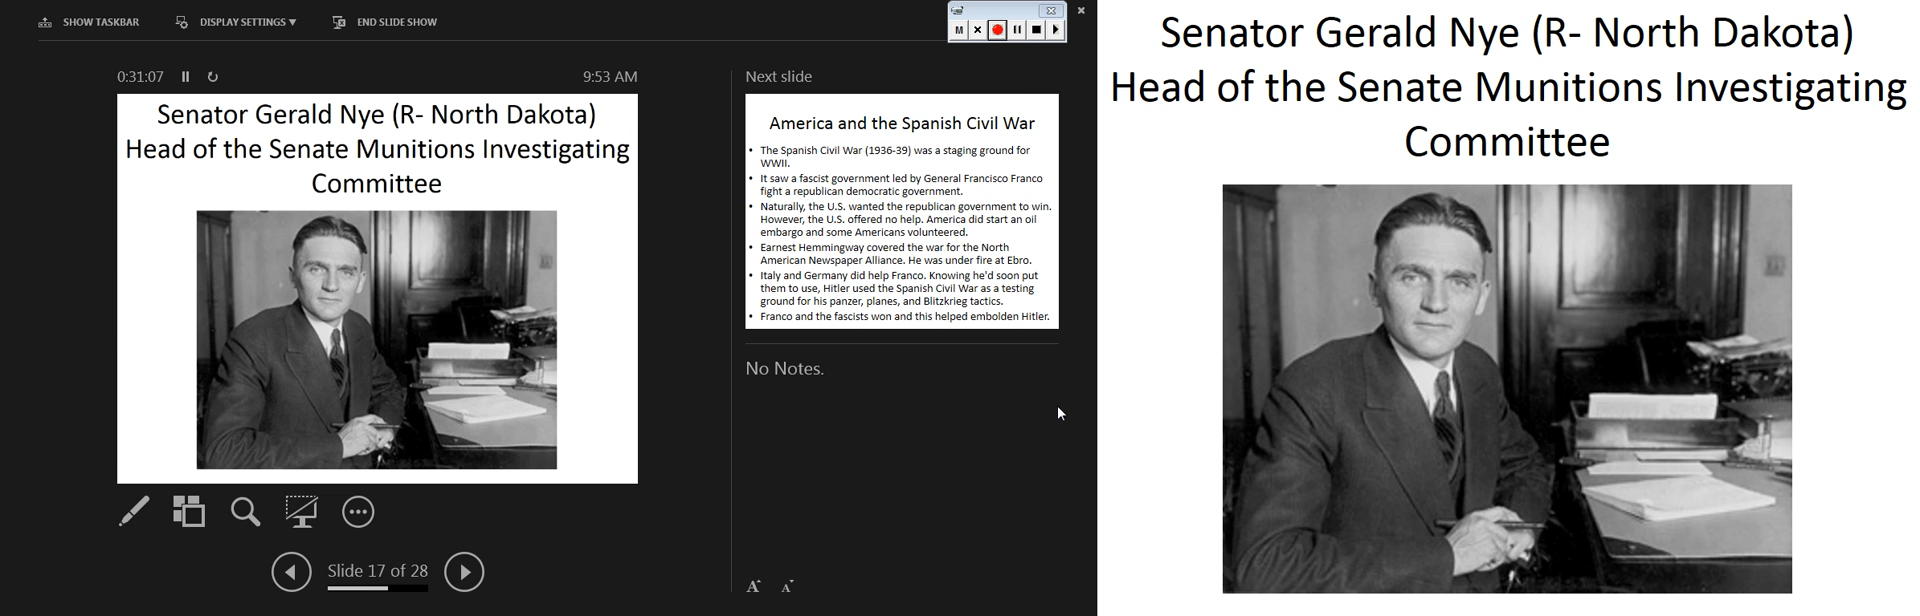 SHOW TASKBAR
DISPLAY SETTINGS ▼
END SLIDE SHOW
M
0:31:07
9:53 AM
Senator Gerald Nye (R- North Dakota)
Head of the Senate Munitions Investigating
Committee
Slide 17 of 28
Next slide
America and the Spanish Civil War
• The Spanish Civil War (1936-39) was a staging ground for
WWII.
• It saw a fascist government led by General Francisco Franco
fight a republican democratic government.
• Naturally, the U.S. wanted the republican government to win.
However, the U.S. offered no help. America did start an oil
embargo and some Americans volunteered.
• Earnest Hemmingway covered the war for the North
American Newspaper Alliance. He was under fire at Ebro.
• Italy and Germany did help Franco. Knowing he'd soon put
them to use, Hitler used the Spanish Civil War as a testing
ground for his panzer, planes, and Blitzkrieg tactics.
• Franco and the fascists won and this helped embolden Hitler.
No Notes.
A A
Senator Gerald Nye (R- North Dakota)
Head of the Senate Munitions Investigating
Committee